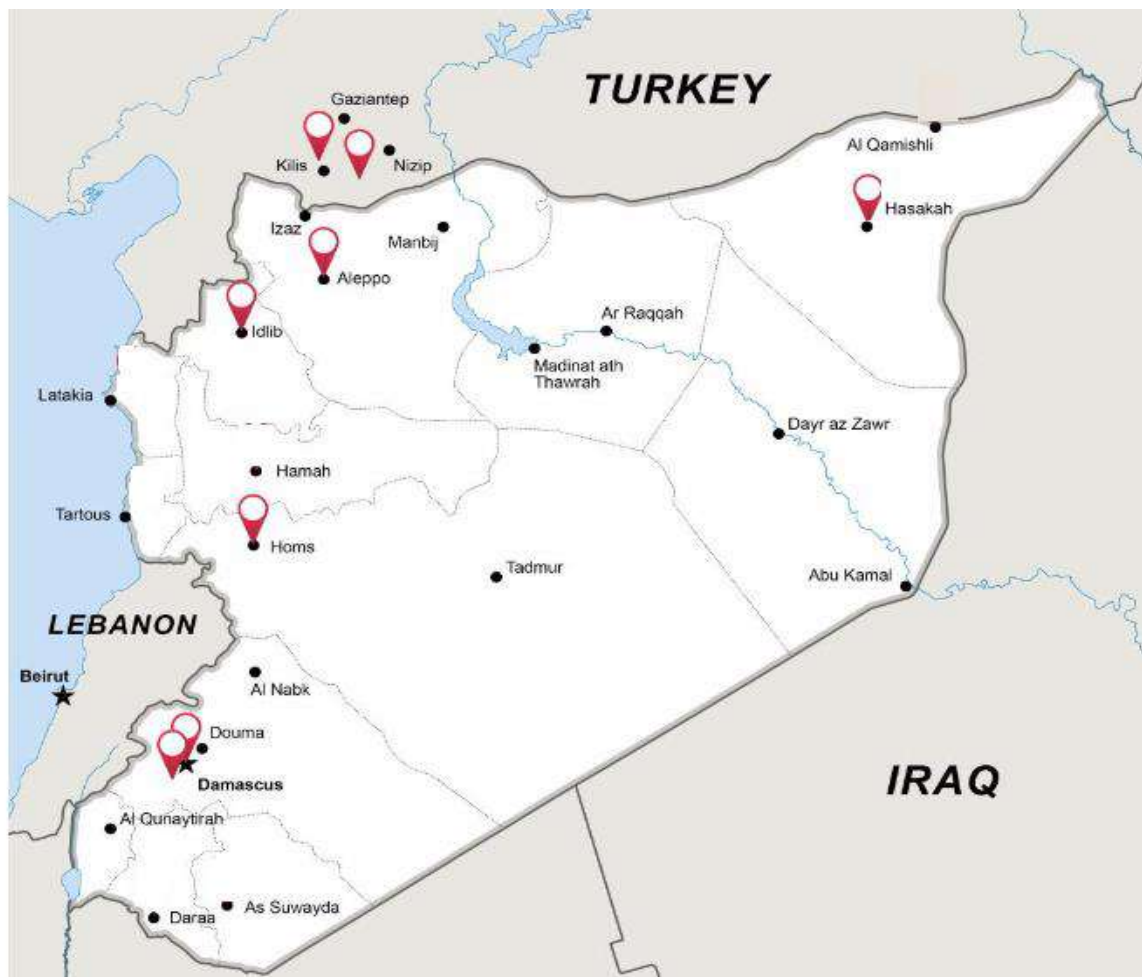 TURKEY
Gaziantep
Al Qamishli
Kilis
Nizip
Hasakah
Izaz
Manbij
Aleppo
Ar Raqqah
Idlib
Madinat ath
Thawrah
Latakia
Dayr az Zawr
Hamah
Tartous
Homs
Tadmur
Abu Kamal
LEBANON
Beirut
Al Nabk
Douma
Damascus
IRAQ
Al Qunaytirah
As Suwayda
Daraa